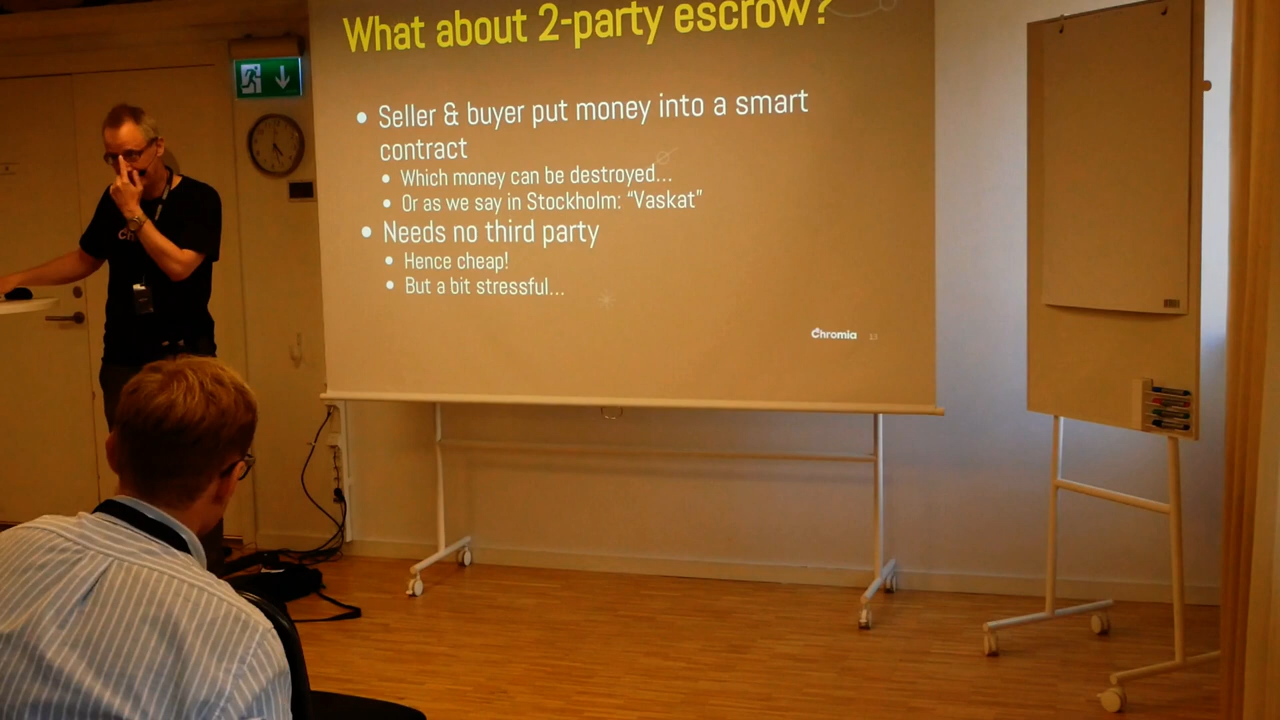 What about 2-party escrow?
• Seller & buyer put money into a smart
contract
• Which money can be destroyed...
• Or as we say in Stockholm: “Vaskat”
• Needs no third party
• Hence cheap!
• But a bit stressful...
Chromia 13